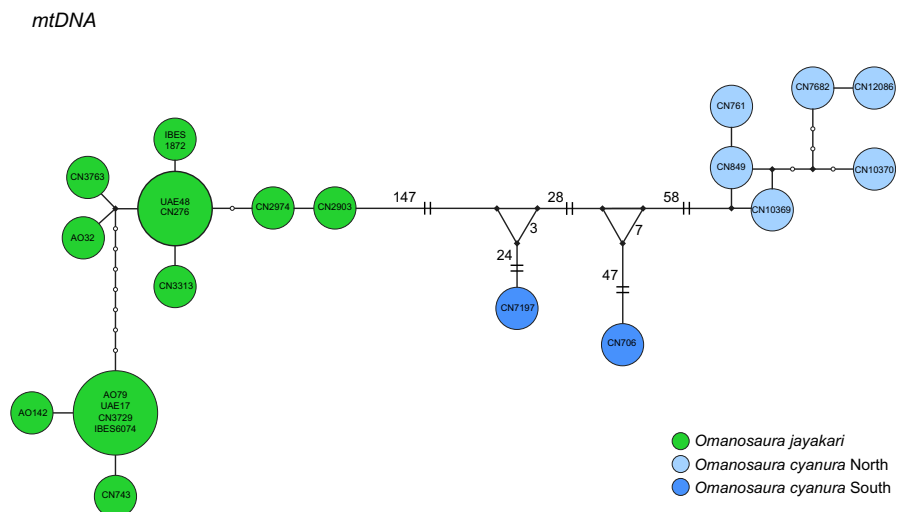 mtDNA
CN7682
CN12086
CN761
IBES
1872
CN849
CN10370
CN3763
UAE48
CN276
CN2974
CN2903
147
28
58
CN10369
AO32
3
7
24
47
CN3313
CN7197
CN706
AO79
UAE17
CN3729
IBES6074
AO142
CN743
Omanosaura jayakari
Omanosaura cyanura North
Omanosaura cyanura South